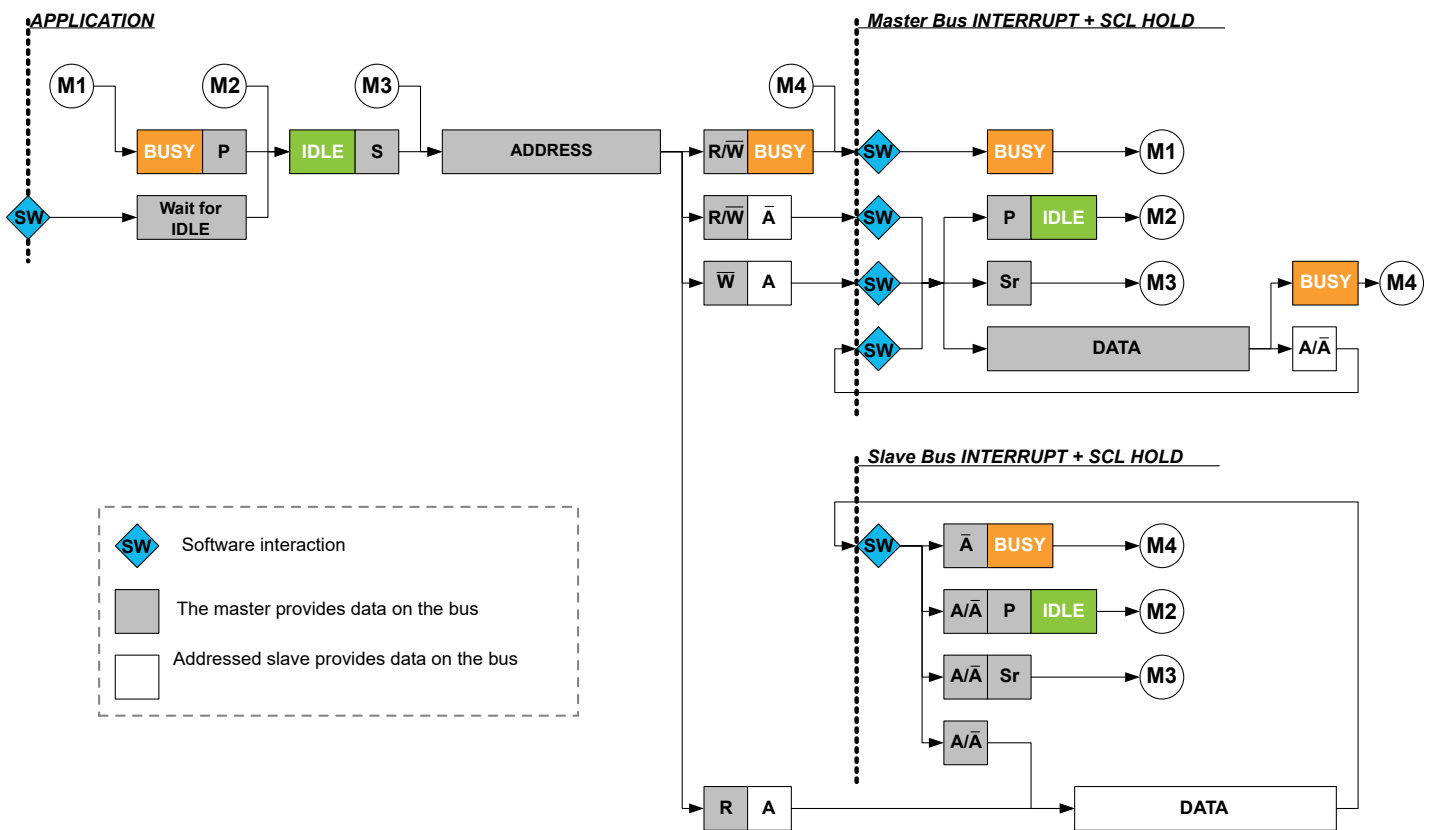 APPLICATION
Master Bus INTERRUPT + SCL HOLD
M1
M2
M3
M4
BUSY P
IDLE S
ADDRESS
R/W̅ BUSY
SW
BUSY
M1
SW
Wait for
IDLE
R/W̅ A̅
SW
P IDLE
M2
W̅ A
SW
Sr
M3
BUSY
M4
SW
DATA
A/A̅
Slave Bus INTERRUPT + SCL HOLD
SW
A̅ BUSY
M4
A/A̅ P IDLE
M2
A/A̅ Sr
M3
A/A̅
R A
DATA
SW
Software interaction
The master provides data on the bus
Addressed slave provides data on the bus